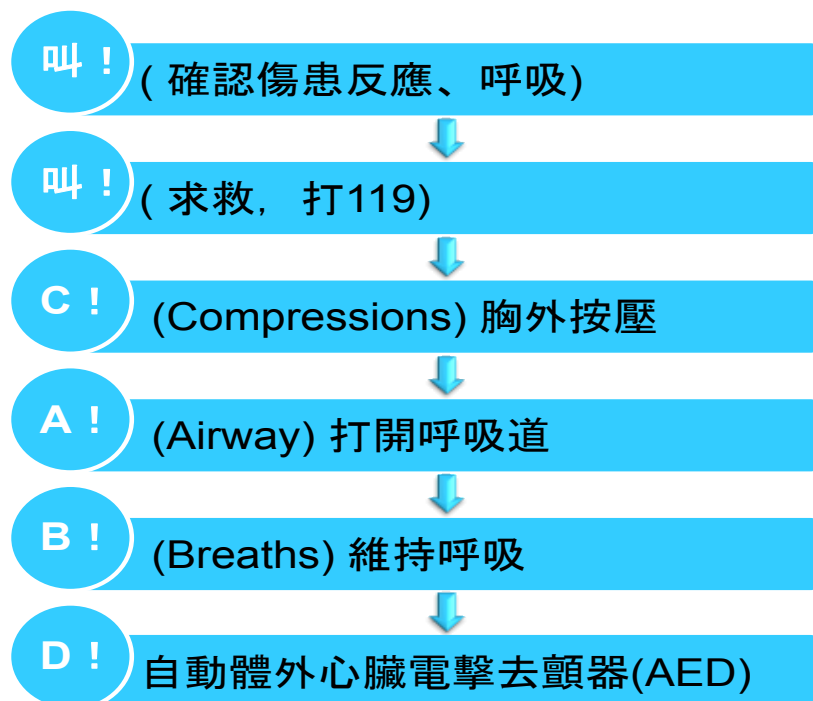 叫！
(確認傷患反應、呼吸)
叫！
(求救，打119)
C！
(Compressions) 胸外按壓
A！
(Airway) 打開呼吸道
B！
(Breaths) 維持呼吸
D！
自動體外心臟電擊去顫器(AED)